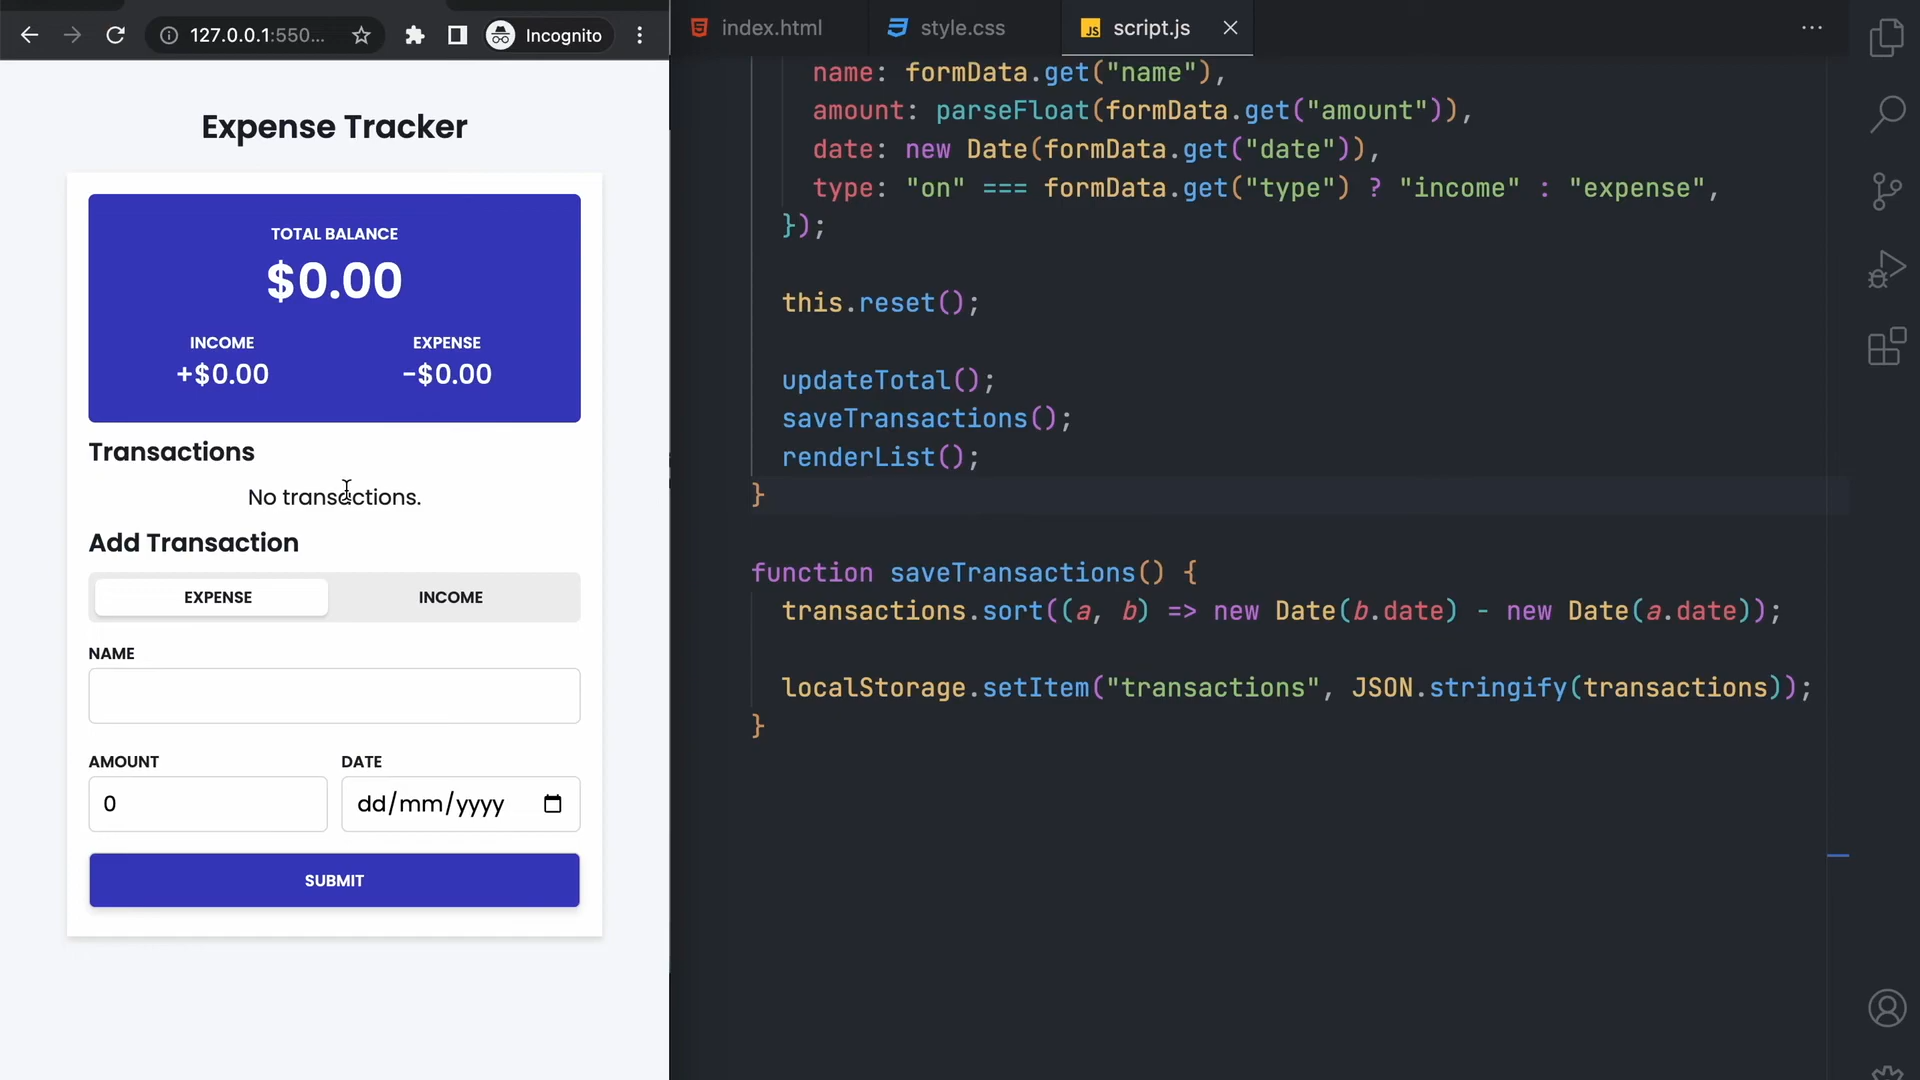 127.0.0.1:550...
Incognito
Expense Tracker
TOTAL BALANCE
$0.00
INCOME
EXPENSE
+$0.00
-$0.00
Transactions
No transactions.
Add Transaction
EXPENSE
INCOME
NAME
AMOUNT
DATE
0
dd/mm/yyyy
SUBMIT
index.html
style.css
JS script.js
name: formData.get("name"),
amount: parseFloat(formData.get("amount")),
date: new Date(formData.get("date")),
type: "on" === formData.get("type") ? "income" : "expense",
});
this.reset();
updateTotal();
saveTransactions();
renderList();
}
function saveTransactions() {
transactions.sort((a, b) => new Date(b.date) - new Date(a.date));
localStorage.setItem("transactions", JSON.stringify(transactions));
}